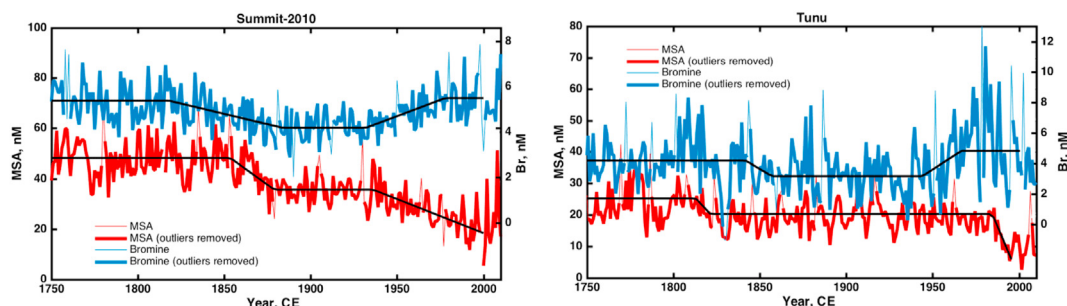 Summit-2010
100
80
60
40
20
0
MSA, nM
8
6
4
2
0
Br, nM
MSA
MSA (outliers removed)
Bromine
Bromine (outliers removed)
1750 1800 1850 1900 1950 2000
Year, CE
Tunu
80
70
60
50
40
30
20
10
0
MSA, nM
12
10
8
6
4
2
0
Br, nM
MSA
MSA (outliers removed)
Bromine
Bromine (outliers removed)
1750 1800 1850 1900 1950 2000
Year, CE